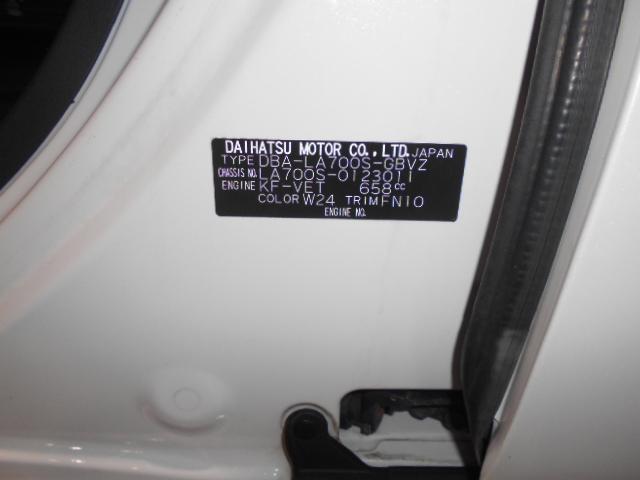 DAIHATSU MOTOR CO.,LTD. JAPAN
TYPE DBA-LA700S-GBVZ
CHASSIS NO. LA700S-0123011
ENGINE KF-VET 658cc
COLOR W24 TRIM FN10
ENGINE NO.